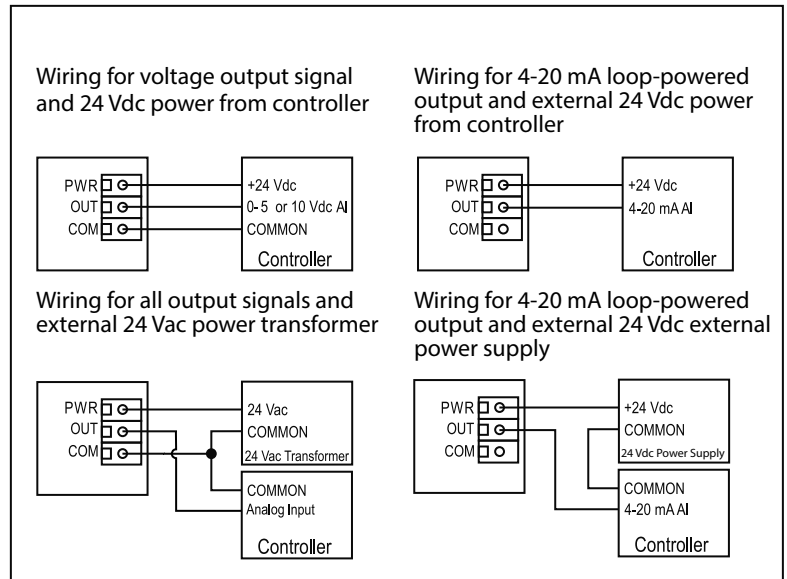 Wiring for voltage output signal
and 24 Vdc power from controller
PWR
OUT
COM
+24 Vdc
0-5 or 10 Vdc AI
COMMON
Controller
Wiring for 4-20 mA loop-powered
output and external 24 Vdc power
from controller
PWR
OUT
COM
+24 Vdc
4-20 mA AI
Controller
Wiring for all output signals and
external 24 Vac power transformer
PWR
OUT
COM
24 Vac
COMMON
24 Vac Transformer
COMMON
Analog Input
Controller
Wiring for 4-20 mA loop-powered
output and external 24 Vdc external
power supply
PWR
OUT
COM
+24 Vdc
COMMON
24 Vdc Power Supply
COMMON
4-20 mA AI
Controller